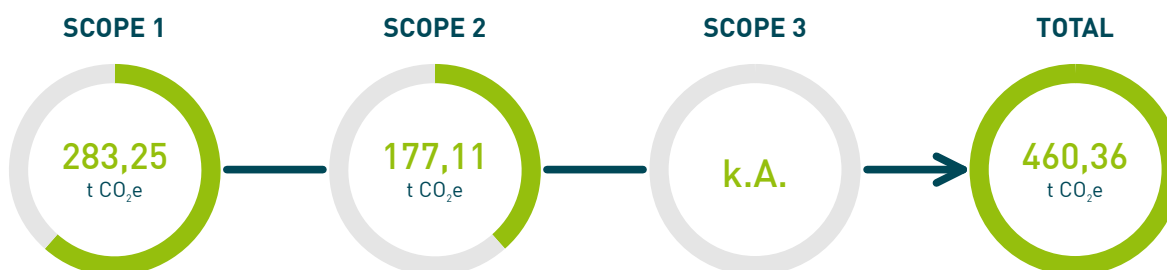 SCOPE 1
283,25
t CO₂e
SCOPE 2
177,11
t CO₂e
SCOPE 3
k.A.
TOTAL
460,36
t CO₂e